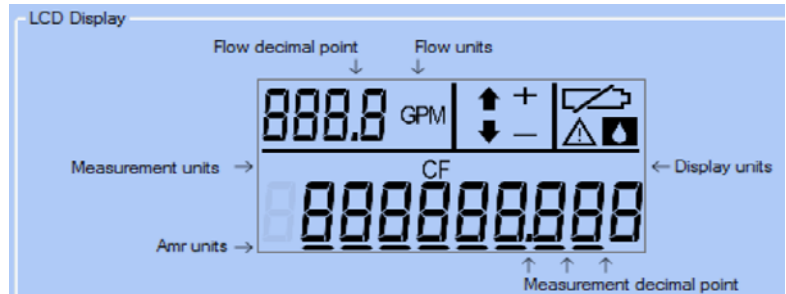 LCD Display
Flow decimal point Flow units
888.8 GPM + −
Measurement units CF Display units
888888.888
Amr units
Measurement decimal point